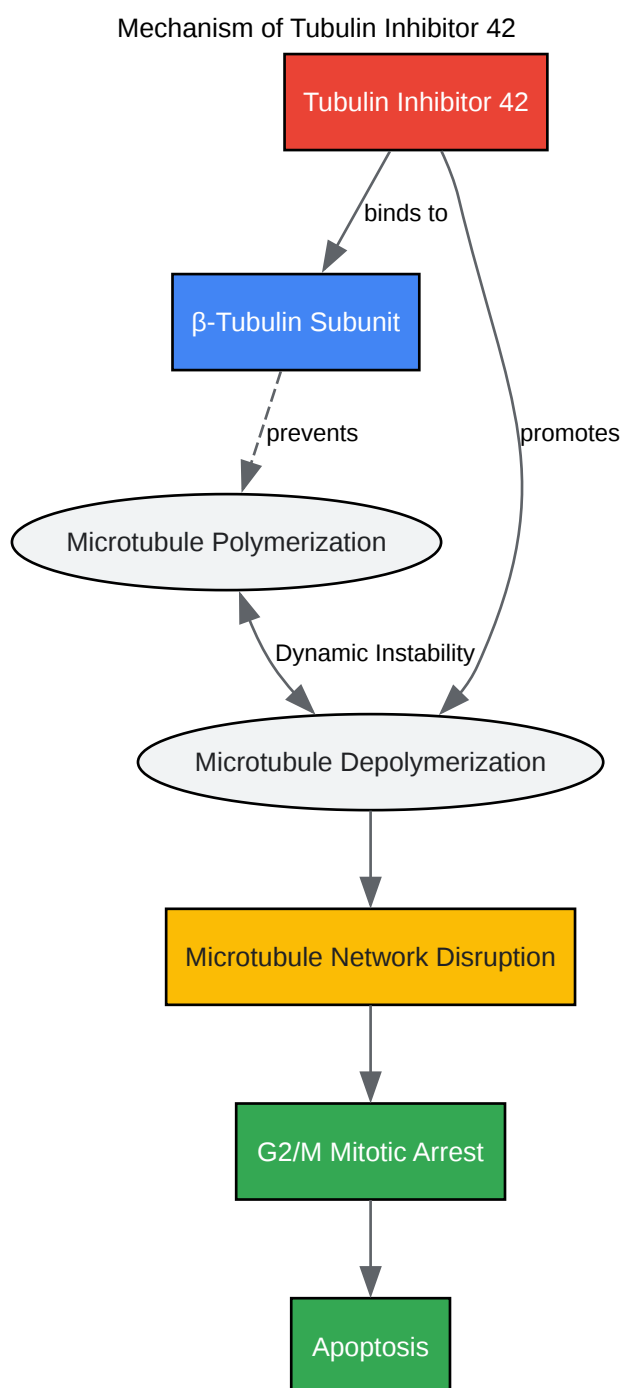 Mechanism of Tubulin Inhibitor 42
Tubulin Inhibitor 42
binds to
β-Tubulin Subunit
prevents
promotes
Microtubule Polymerization
Dynamic Instability
Microtubule Depolymerization
Microtubule Network Disruption
G2/M Mitotic Arrest
Apoptosis